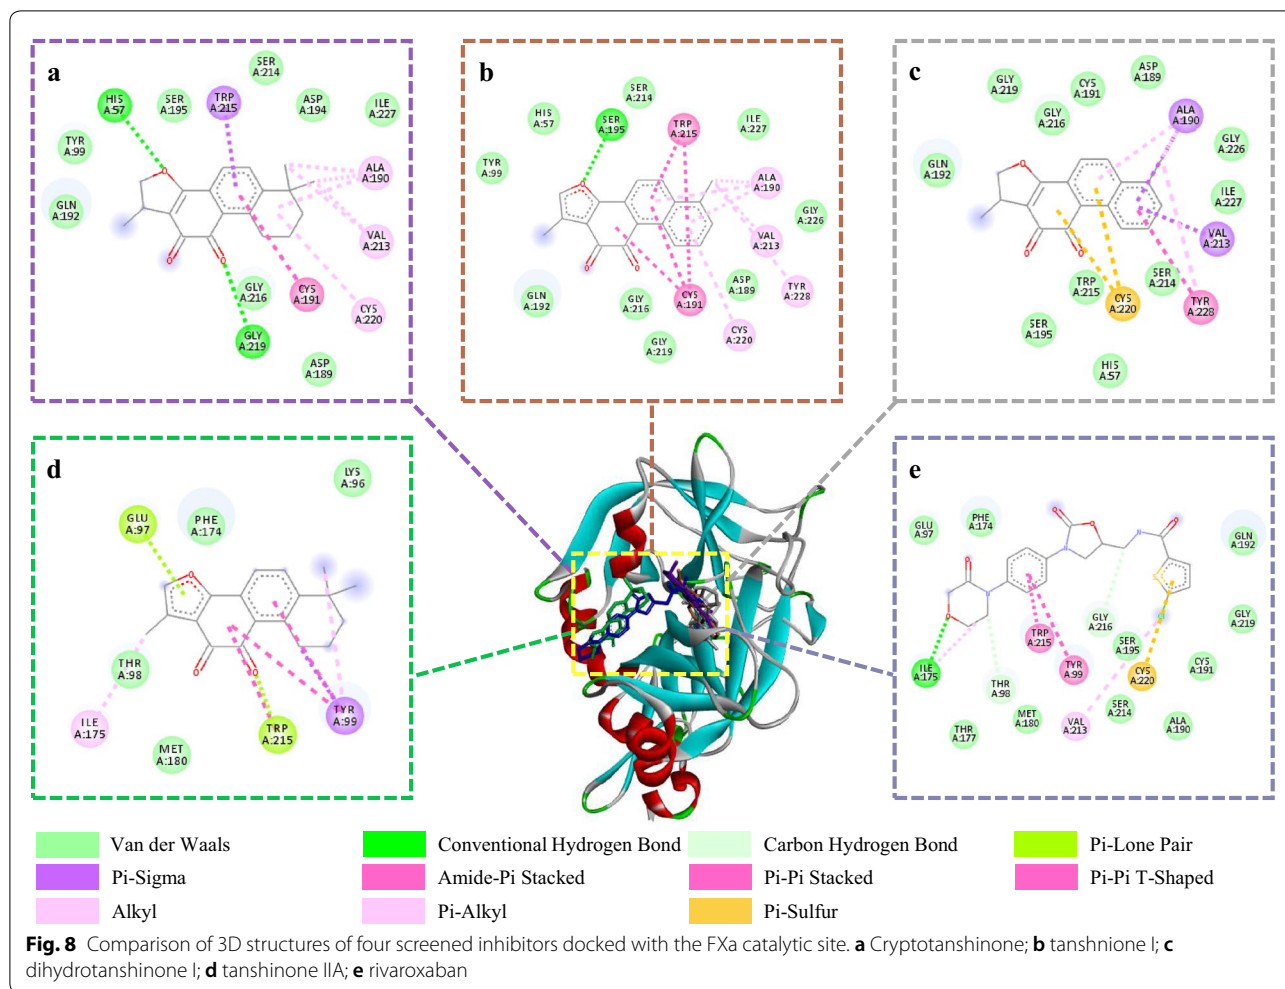 a
SER
A:214
HIS
A:57
SER
A:195
TRP
A:215
ASP
A:194
ILE
A:227
TYR
A:99
ALA
A:190
GLN
A:192
VAL
A:213
GLY
A:216
CYS
A:191
CYS
A:220
GLY
A:219
ASP
A:189
O
O
O
b
SER
A:214
HIS
A:57
SER
A:195
TRP
A:215
ILE
A:227
TYR
A:99
ALA
A:190
GLY
A:226
VAL
A:213
GLN
A:192
GLY
A:216
CYS
A:191
ASP
A:189
TYR
A:228
GLY
A:219
CYS
A:220
O
O
O
c
GLY
A:219
CYS
A:191
ASP
A:189
GLY
A:216
ALA
A:190
GLN
A:192
GLY
A:226
ILE
A:227
VAL
A:213
TRP
A:215
SER
A:214
CYS
A:220
TYR
A:228
SER
A:195
HIS
A:57
O
O
O
d
LYS
A:96
GLU
A:97
PHE
A:174
THR
A:98
ILE
A:175
TRP
A:215
TYR
A:99
MET
A:180
O
O
O
e
GLU
A:97
PHE
A:174
GLN
A:192
GLY
A:216
GLY
A:219
TRP
A:215
SER
A:195
TYR
A:99
CYS
A:220
CYS
A:191
ILE
A:175
THR
A:98
THR
A:177
MET
A:180
VAL
A:213
SER
A:214
ALA
A:190
O
O
O
O
O
N
N
Van der Waals
Conventional Hydrogen Bond
Carbon Hydrogen Bond
Pi-Lone Pair
Pi-Sigma
Amide-Pi Stacked
Pi-Pi Stacked
Pi-Pi T-Shaped
Alkyl
Pi-Alkyl
Pi-Sulfur
Fig. 8 Comparison of 3D structures of four screened inhibitors docked with the FXa catalytic site. a Cryptotanshinone; b tanshnione I; c
dihydrotanshinone I; d tanshinone IIA; e rivaroxaban